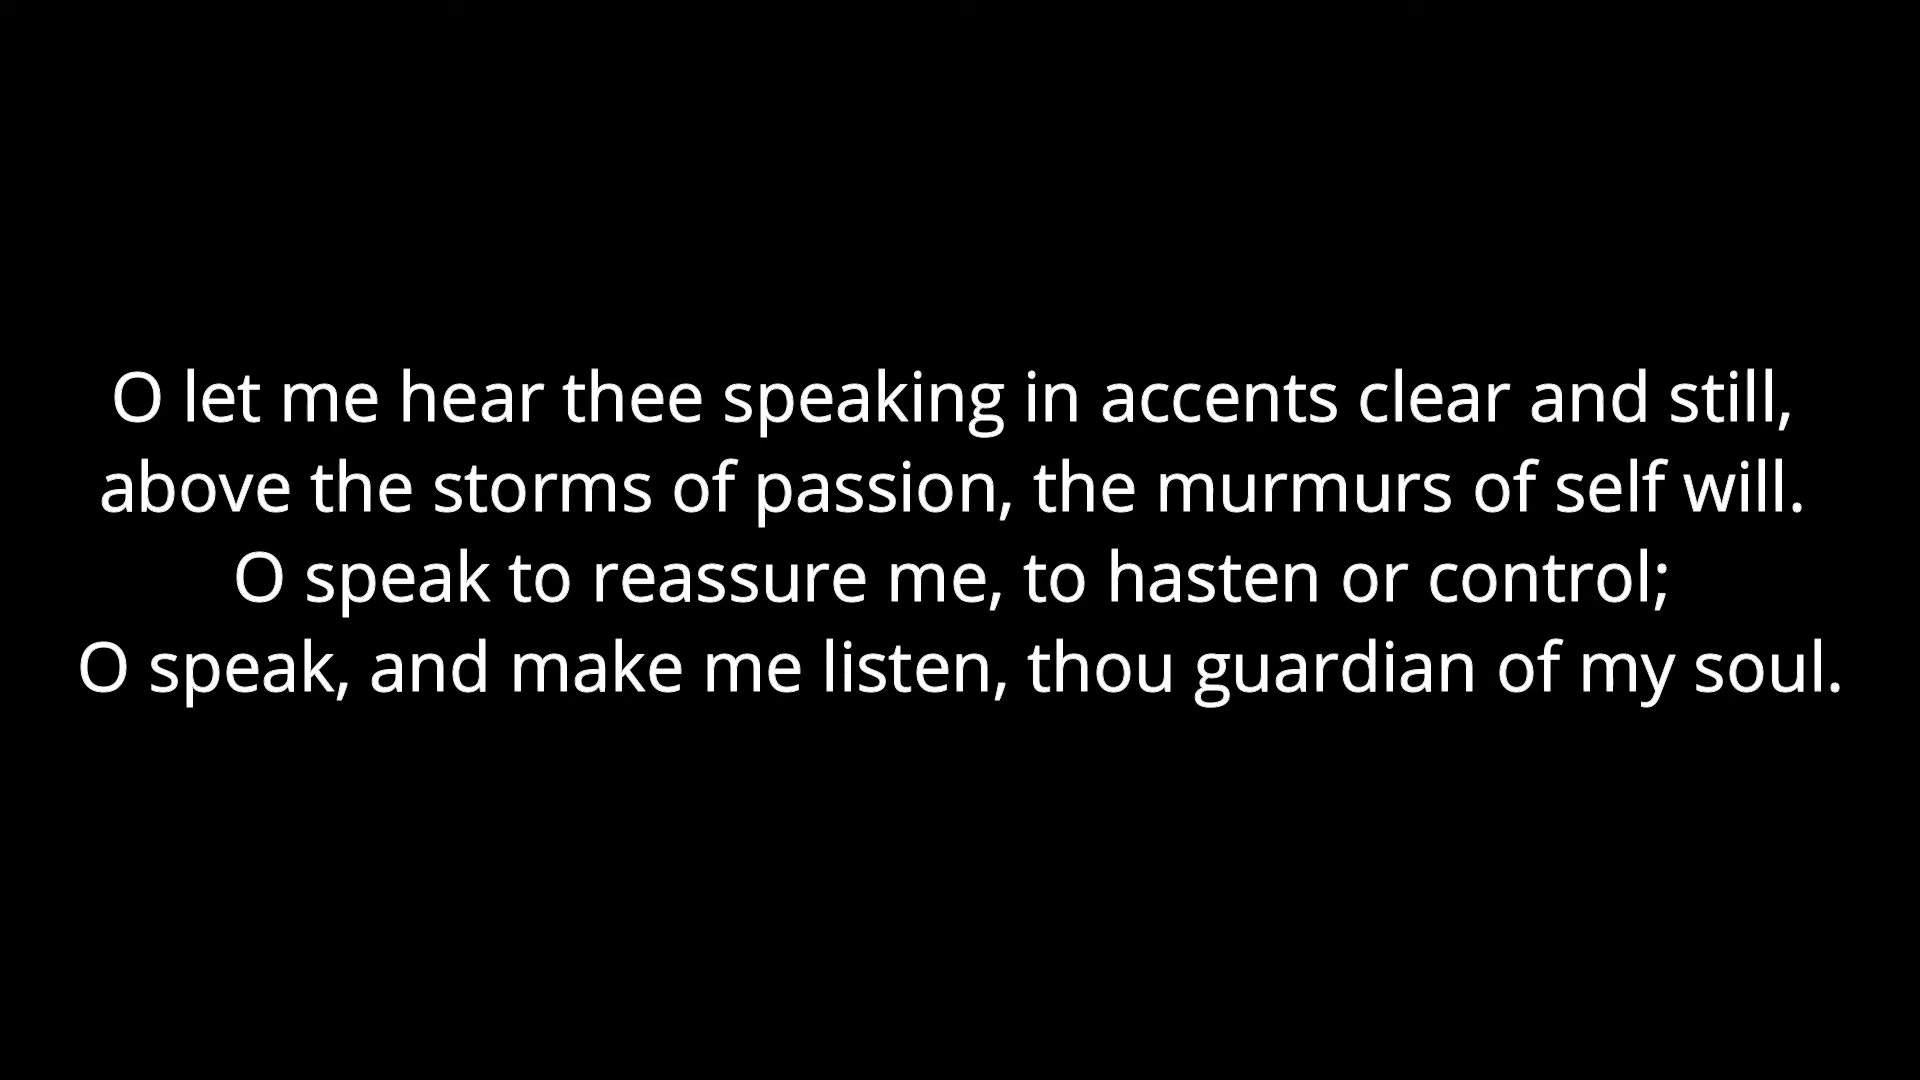 O let me hear thee speaking in accents clear and still,
above the storms of passion, the murmurs of self will.
O speak to reassure me, to hasten or control;
O speak, and make me listen, thou guardian of my soul.